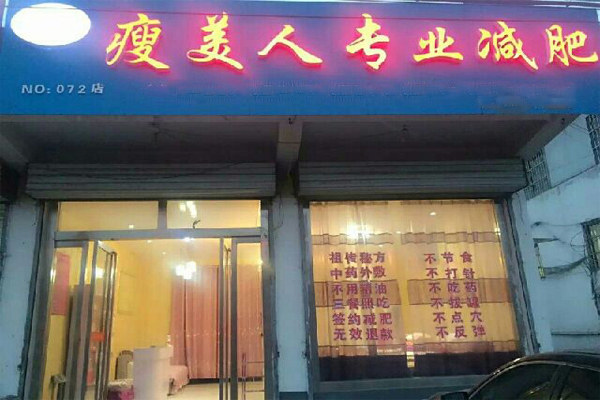 瘦美人专业减肥
NO: 072店
祖传秘方
中药外敷
不用精油
三餐照吃
签约减肥
无效退款
不节食
不打针
不吃药
不拔罐
不点穴
不反弹